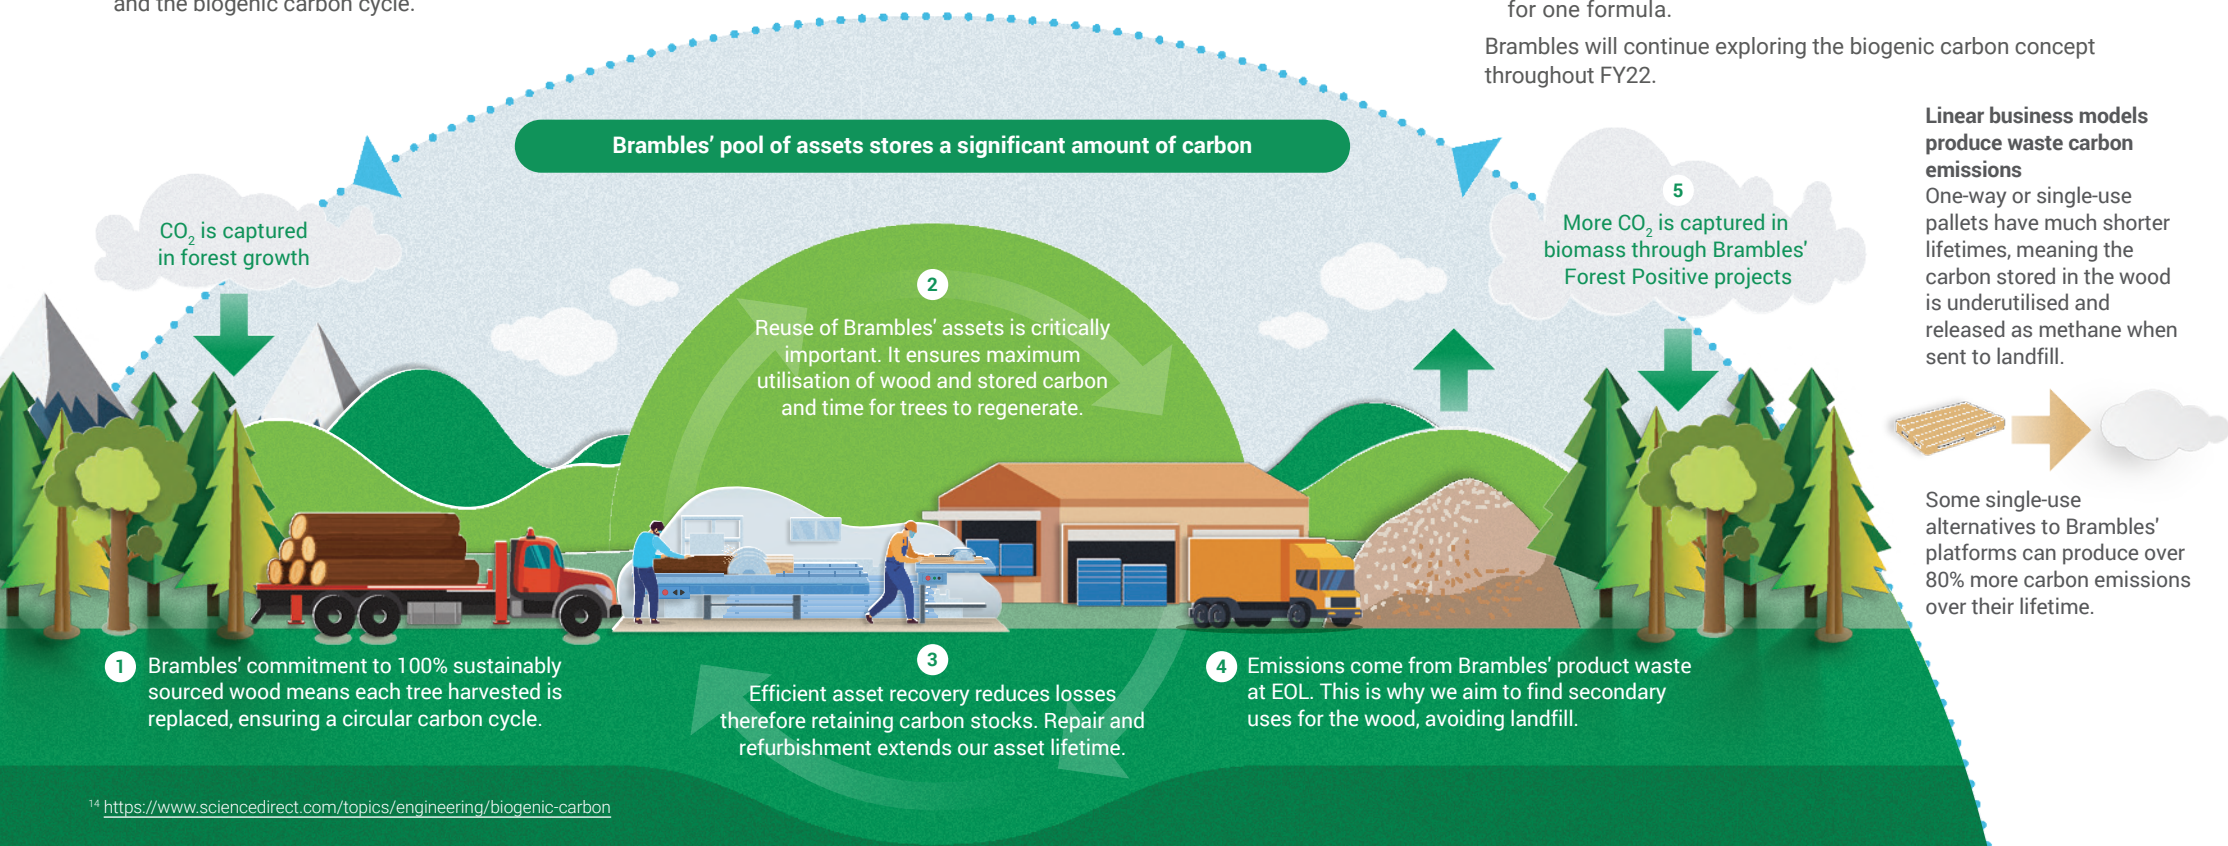 and the biogenic carbon cycle.
for one formula.
Brambles will continue exploring the biogenic carbon concept
throughout FY22.
Brambles' pool of assets stores a significant amount of carbon
CO2 is captured
in forest growth
2
Reuse of Brambles' assets is critically
important. It ensures maximum
utilisation of wood and stored carbon
and time for trees to regenerate.
5
More CO2 is captured in
biomass through Brambles'
Forest Positive projects
Linear business models
produce waste carbon
emissions
One-way or single-use
pallets have much shorter
lifetimes, meaning the
carbon stored in the wood
is underutilised and
released as methane when
sent to landfill.
Some single-use
alternatives to Brambles'
platforms can produce over
80% more carbon emissions
over their lifetime.
1 Brambles' commitment to 100% sustainably
sourced wood means each tree harvested is
replaced, ensuring a circular carbon cycle.
3
Efficient asset recovery reduces losses
therefore retaining carbon stocks. Repair and
refurbishment extends our asset lifetime.
4 Emissions come from Brambles' product waste
at EOL. This is why we aim to find secondary
uses for the wood, avoiding landfill.
14 https://www.sciencedirect.com/topics/engineering/biogenic-carbon